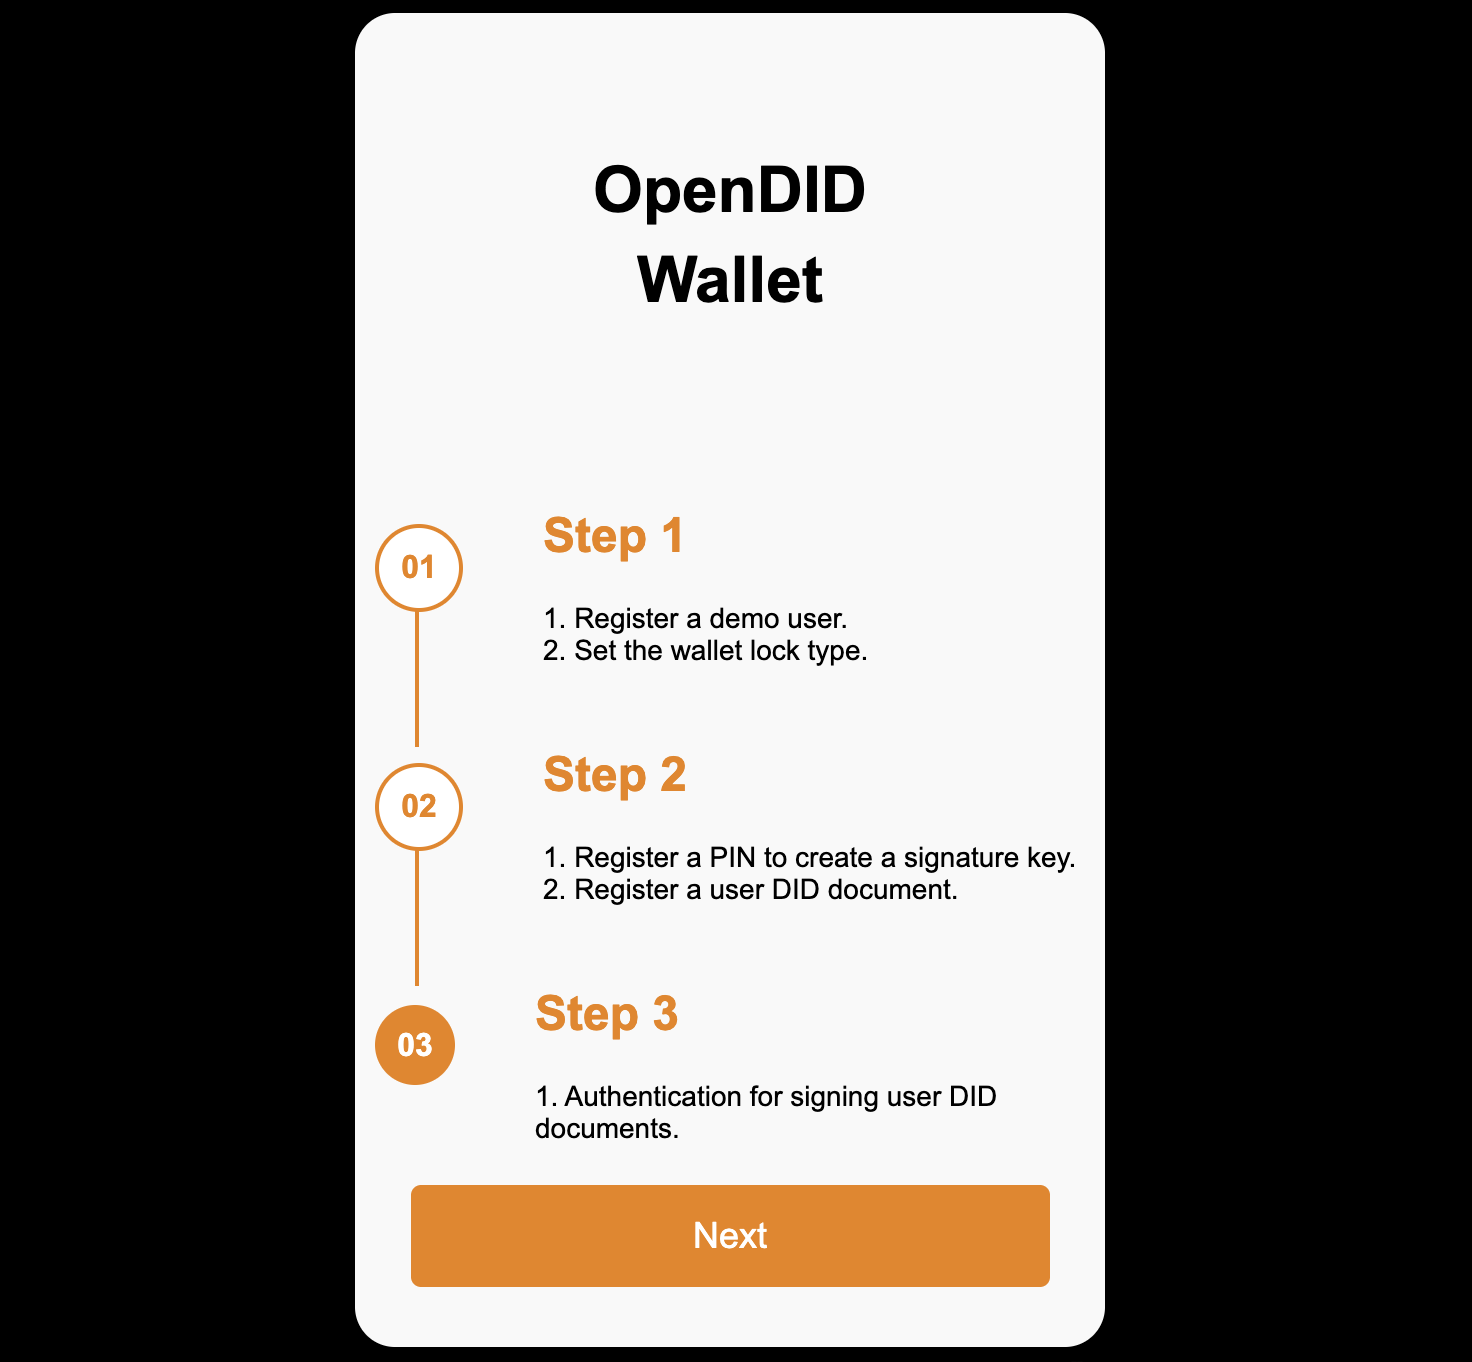 OpenDID
Wallet
01
Step 1
1. Register a demo user.
2. Set the wallet lock type.
02
Step 2
1. Register a PIN to create a signature key.
2. Register a user DID document.
03
Step 3
1. Authentication for signing user DID
documents.
Next